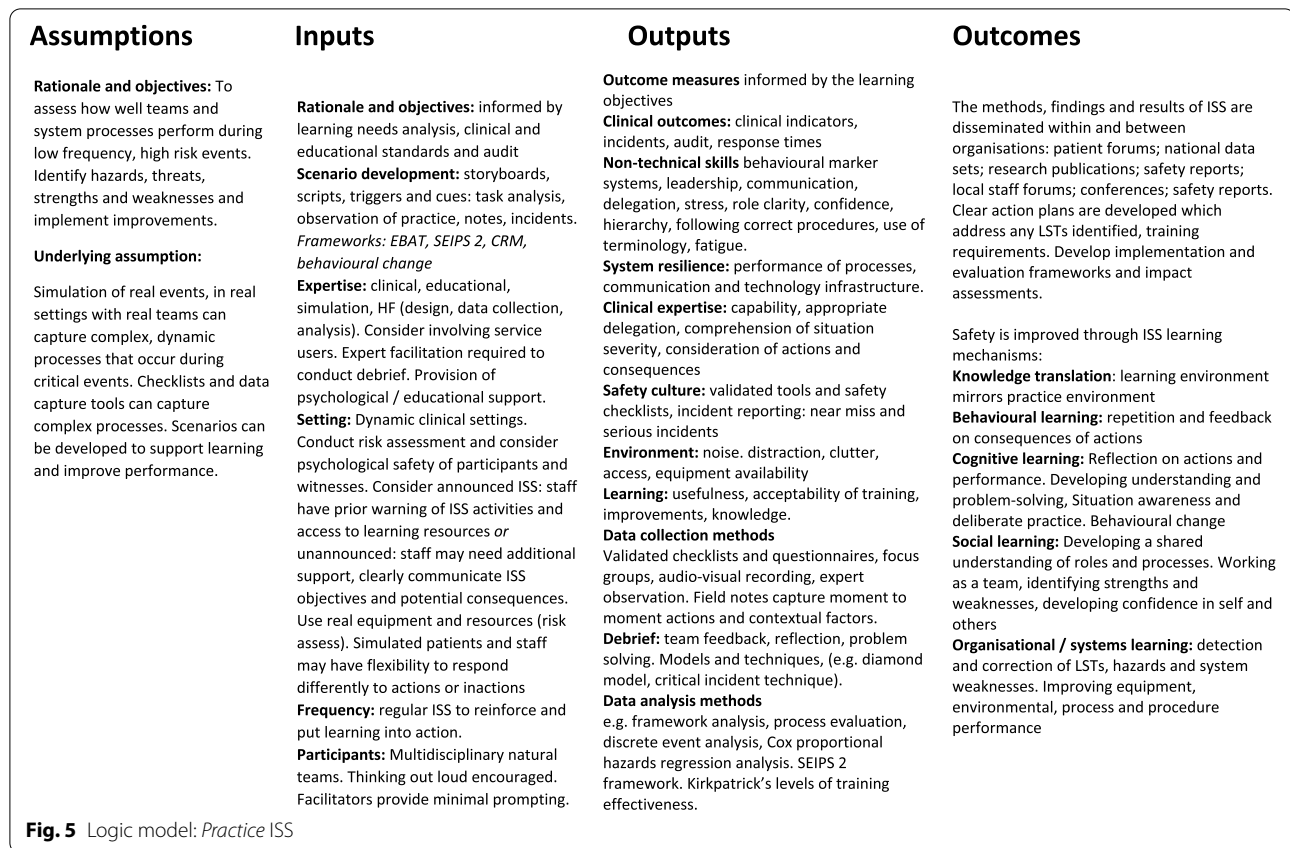 Assumptions
Rationale and objectives: To
assess how well teams and
system processes perform during
low frequency, high risk events.
Identify hazards, threats,
strengths and weaknesses and
implement improvements.
Underlying assumption:
Simulation of real events, in real
settings with real teams can
capture complex, dynamic
processes that occur during
critical events. Checklists and data
capture tools can capture
complex processes. Scenarios can
be developed to support learning
and improve performance.
Inputs
Rationale and objectives: informed by
learning needs analysis, clinical and
educational standards and audit
Scenario development: storyboards,
scripts, triggers and cues: task analysis,
observation of practice, notes, incidents.
Frameworks: EBAT, SEIPS 2, CRM,
behavioural change
Expertise: clinical, educational,
simulation, HF (design, data collection,
analysis). Consider involving service
users. Expert facilitation required to
conduct debrief. Provision of
psychological / educational support.
Setting: Dynamic clinical settings.
Conduct risk assessment and consider
psychological safety of participants and
witnesses. Consider announced ISS: staff
have prior warning of ISS activities and
access to learning resources or
unannounced: staff may need additional
support, clearly communicate ISS
objectives and potential consequences.
Use real equipment and resources (risk
assess). Simulated patients and staff
may have flexibility to respond
differently to actions or inactions
Frequency: regular ISS to reinforce and
put learning into action.
Participants: Multidisciplinary natural
teams. Thinking out loud encouraged.
Facilitators provide minimal prompting.
Outputs
Outcome measures informed by the learning
objectives
Clinical outcomes: clinical indicators,
incidents, audit, response times
Non-technical skills behavioural marker
systems, leadership, communication,
delegation, stress, role clarity, confidence,
hierarchy, following correct procedures, use of
terminology, fatigue.
System resilience: performance of processes,
communication and technology infrastructure.
Clinical expertise: capability, appropriate
delegation, comprehension of situation
severity, consideration of actions and
consequences
Safety culture: validated tools and safety
checklists, incident reporting: near miss and
serious incidents
Environment: noise. distraction, clutter,
access, equipment availability
Learning: usefulness, acceptability of training,
improvements, knowledge.
Data collection methods
Validated checklists and questionnaires, focus
groups, audio-visual recording, expert
observation. Field notes capture moment to
moment actions and contextual factors.
Debrief: team feedback, reflection, problem
solving. Models and techniques, (e.g. diamond
model, critical incident technique).
Data analysis methods
e.g. framework analysis, process evaluation,
discrete event analysis, Cox proportional
hazards regression analysis. SEIPS 2
framework. Kirkpatrick's levels of training
effectiveness.
Outcomes
The methods, findings and results of ISS are
disseminated within and between
organisations: patient forums; national data
sets; research publications; safety reports;
local staff forums; conferences; safety reports.
Clear action plans are developed which
address any LSTs identified, training
requirements. Develop implementation and
evaluation frameworks and impact
assessments.
Safety is improved through ISS learning
mechanisms:
Knowledge translation: learning environment
mirrors practice environment
Behavioural learning: repetition and feedback
on consequences of actions
Cognitive learning: Reflection on actions and
performance. Developing understanding and
problem-solving, Situation awareness and
deliberate practice. Behavioural change
Social learning: Developing a shared
understanding of roles and processes. Working
as a team, identifying strengths and
weaknesses, developing confidence in self and
others
Organisational / systems learning: detection
and correction of LSTs, hazards and system
weaknesses. Improving equipment,
environmental, process and procedure
performance
Fig. 5 Logic model: Practice ISS